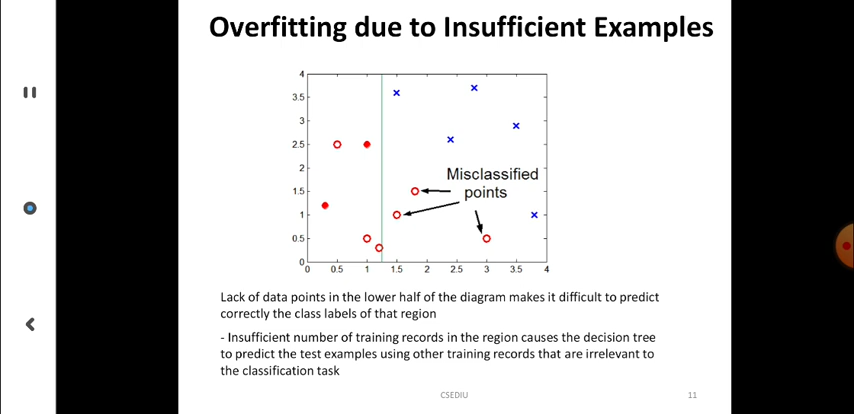 Overfitting due to Insufficient Examples
4
3.5
3
2.5
2
1.5
1
0.5
0
Misclassified
points
0 0.5 1 1.5 2 2.5 3 3.5 4
Lack of data points in the lower half of the diagram makes it difficult to predict
correctly the class labels of that region
- Insufficient number of training records in the region causes the decision tree
to predict the test examples using other training records that are irrelevant to
the classification task
CSEDIU 11